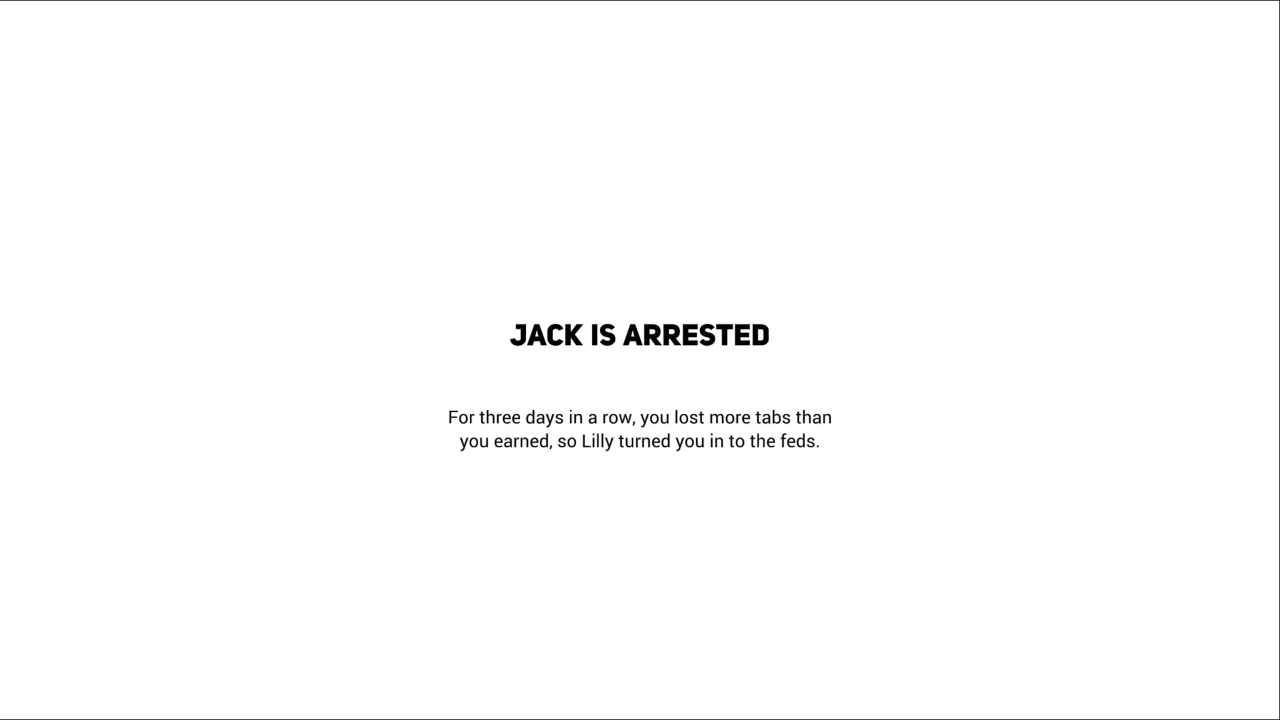 JACK IS ARRESTED
For three days in a row, you lost more tabs than
you earned, so Lilly turned you in to the feds.